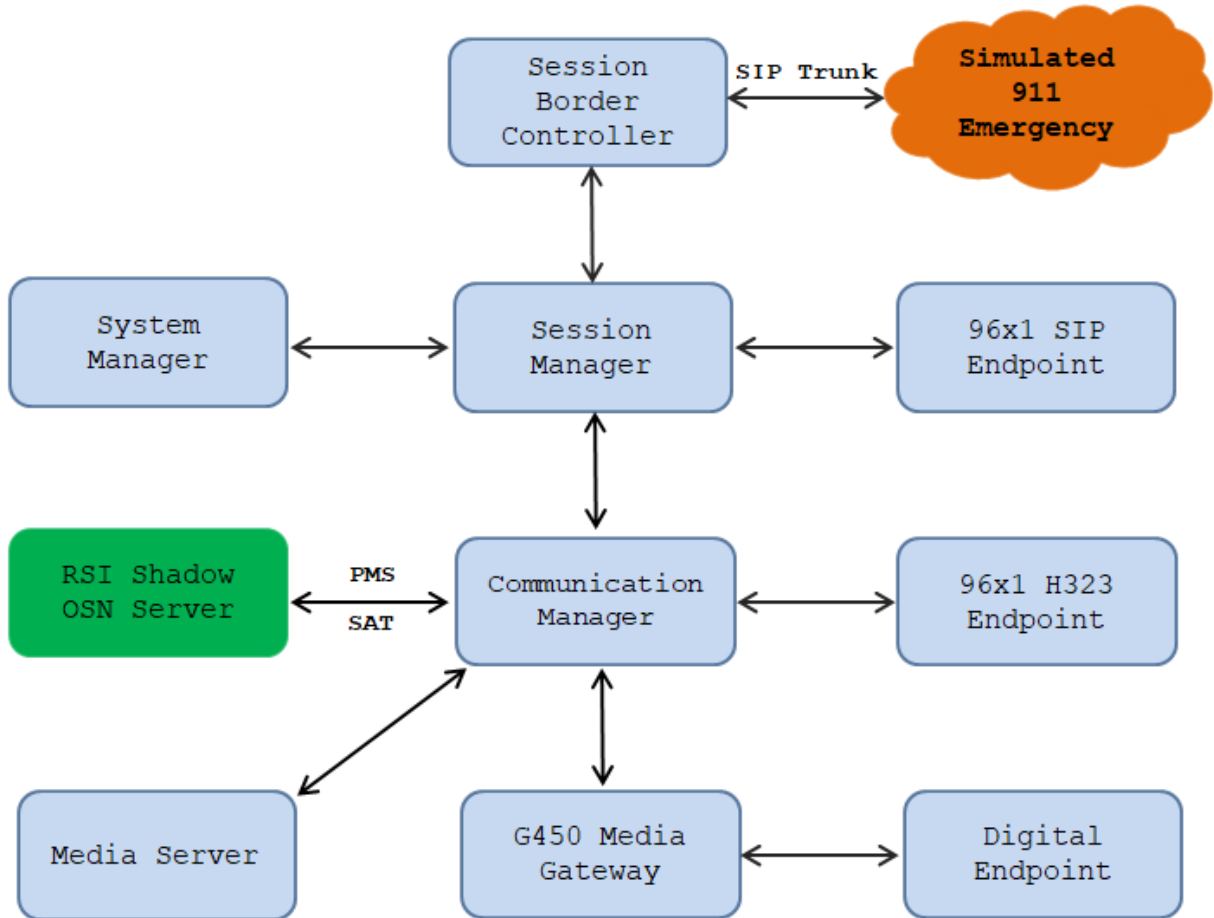 Session
Border
Controller
SIP Trunk
Simulated
911
Emergency
System
Manager
Session
Manager
96x1 SIP
Endpoint
RSI Shadow
OSN Server
PMS
SAT
Communication
Manager
96x1 H323
Endpoint
Media Server
G450 Media
Gateway
Digital
Endpoint